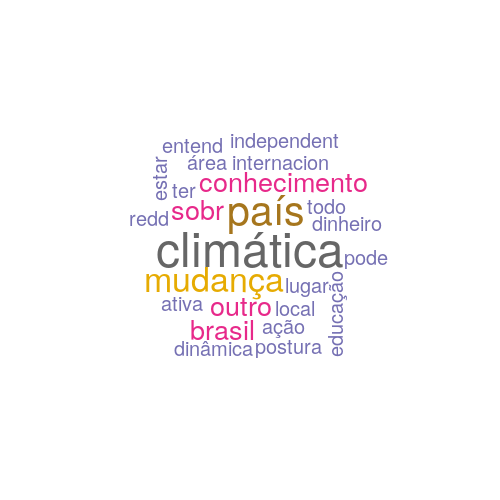 entend independent
área internacion
estar
ter conhecimento
redd sobr país todo
dinheiro
climática pode
mudança lugar
educação
ativa outro local
brasil ação
dinâmica postura